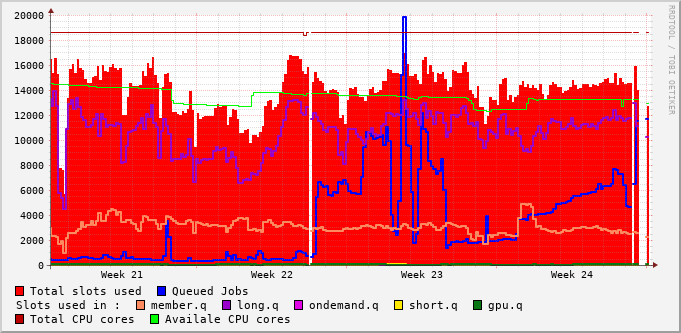 20000
18000
16000
14000
12000
10000
8000
6000
4000
2000
0
Week 21 Week 22 Week 23 Week 24
Total slots used Queued Jobs
Slots used in : member.q long.q ondemand.q short.q gpu.q
Total CPU cores Availale CPU cores
RRDTOOL / TOBI OETIKER